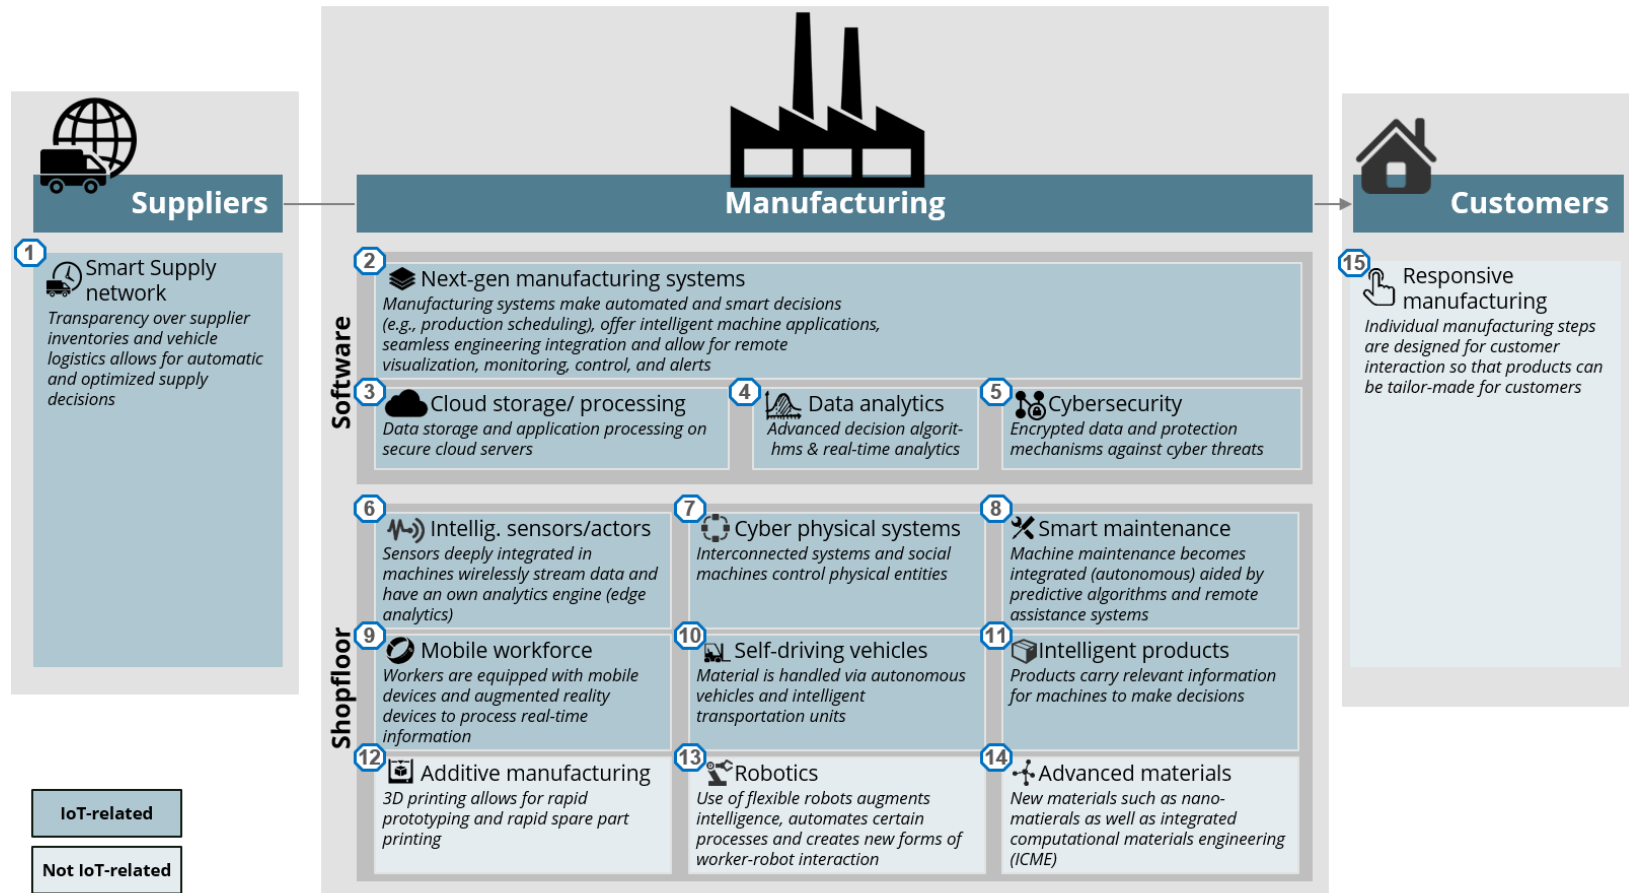 Suppliers
Manufacturing
Customers
1
Smart Supply
network
Transparency over supplier
inventories and vehicle
logistics allows for automatic
and optimized supply
decisions
Software
2
Next-gen manufacturing systems
Manufacturing systems make automated and smart decisions
(e.g., production scheduling), offer intelligent machine applications,
seamless engineering integration and allow for remote
visualization, monitoring, control, and alerts
3
Cloud storage/ processing
Data storage and application processing on
secure cloud servers
4
Data analytics
Advanced decision algorit-
hms & real-time analytics
5
Cybersecurity
Encrypted data and protection
mechanisms against cyber threats
Shopfloor
6
Intellig. sensors/actors
Sensors deeply integrated in
machines wirelessly stream data and
have an own analytics engine (edge
analytics)
7
Cyber physical systems
Interconnected systems and social
machines control physical entities
8
Smart maintenance
Machine maintenance becomes
integrated (autonomous) aided by
predictive algorithms and remote
assistance systems
9
Mobile workforce
Workers are equipped with mobile
devices and augmented reality
devices to process real-time
information
10
Self-driving vehicles
Material is handled via autonomous
vehicles and intelligent
transportation units
11
Intelligent products
Products carry relevant information
for machines to make decisions
12
Additive manufacturing
3D printing allows for rapid
prototyping and rapid spare part
printing
13
Robotics
Use of flexible robots augments
intelligence, automates certain
processes and creates new forms of
worker-robot interaction
14
Advanced materials
New materials such as nano-
matierals as well as integrated
computational materials engineering
(ICME)
15
Responsive
manufacturing
Individual manufacturing steps
are designed for customer
interaction so that products can
be tailor-made for customers
IoT-related
Not IoT-related